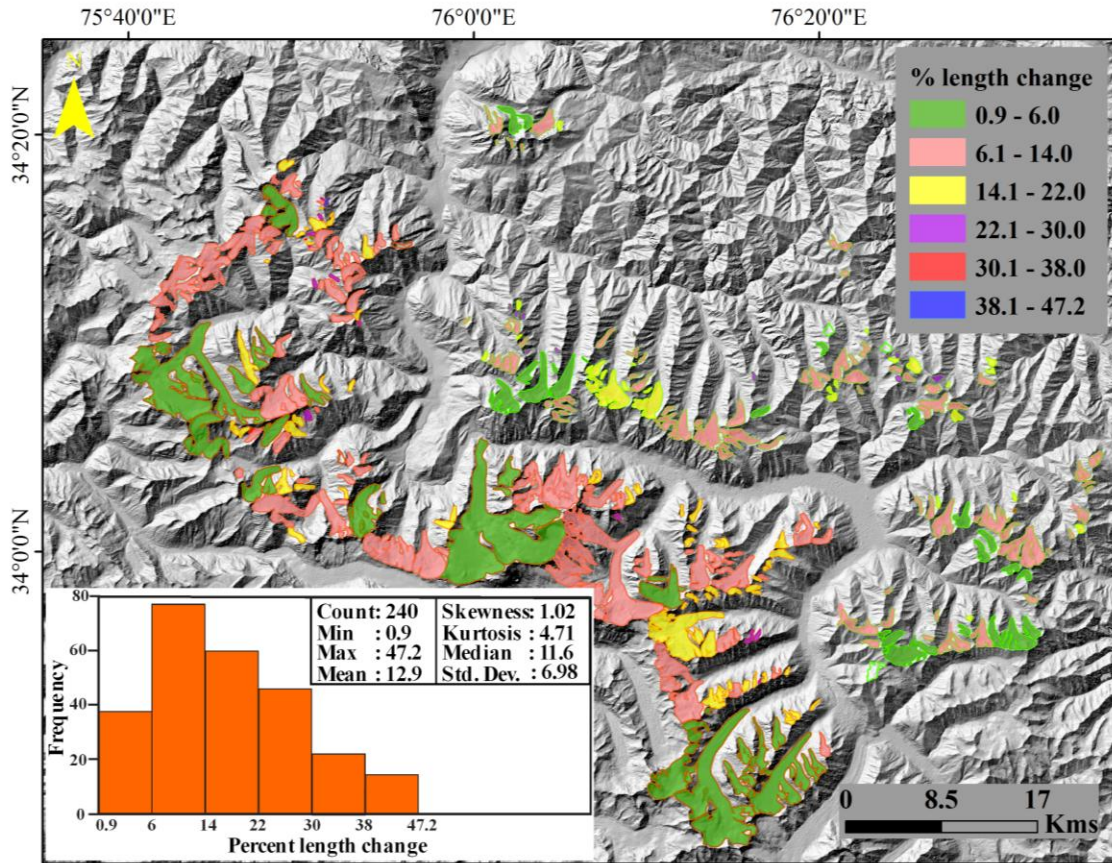 75°40'0"E 76°0'0"E 76°20'0"E
N
34°20'0"N
34°0'0"N
% length change
0.9 - 6.0
6.1 - 14.0
14.1 - 22.0
22.1 - 30.0
30.1 - 38.0
38.1 - 47.2
80
60
40
20
0
Frequency
Count: 240
Min : 0.9
Max : 47.2
Mean : 12.9
Skewness: 1.02
Kurtosis : 4.71
Median : 11.6
Std. Dev. : 6.98
0.9 6 14 22 30 38 47.2
Percent length change
0 8.5 17
Kms